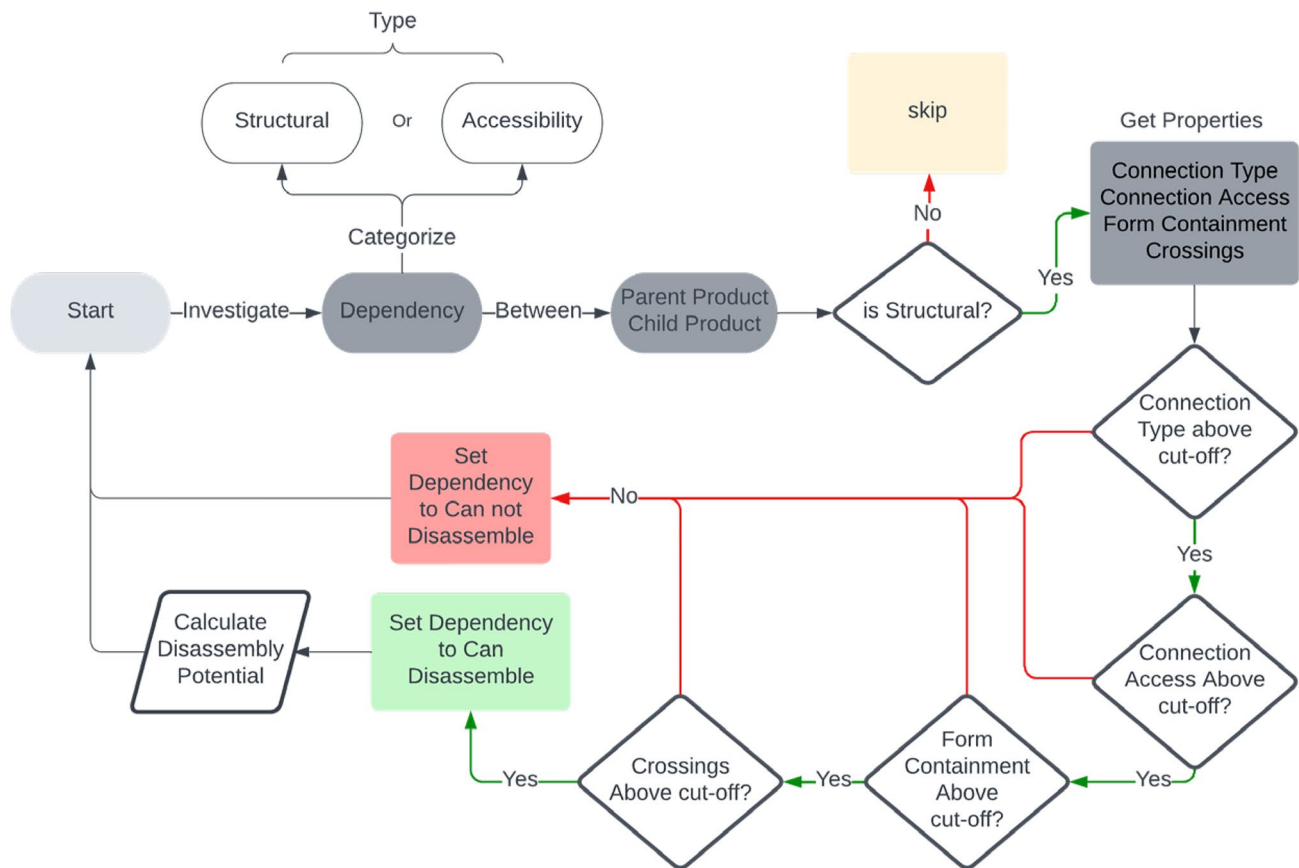 Type
Structural
Or
Accessibility
Categorize
skip
Get Properties
Connection Type
Connection Access
Form Containment
Crossings
No
Yes
Start
Investigate
Dependency
Between
Parent Product
Child Product
is Structural?
Connection
Type above
cut-off?
Set
Dependency
to Can not
Disassemble
No
Yes
Calculate
Disassembly
Potential
Set Dependency
to Can
Disassemble
Connection
Access Above
cut-off?
Yes
Crossings
Above cut-off?
Yes
Form
Containment
Above
cut-off?
Yes